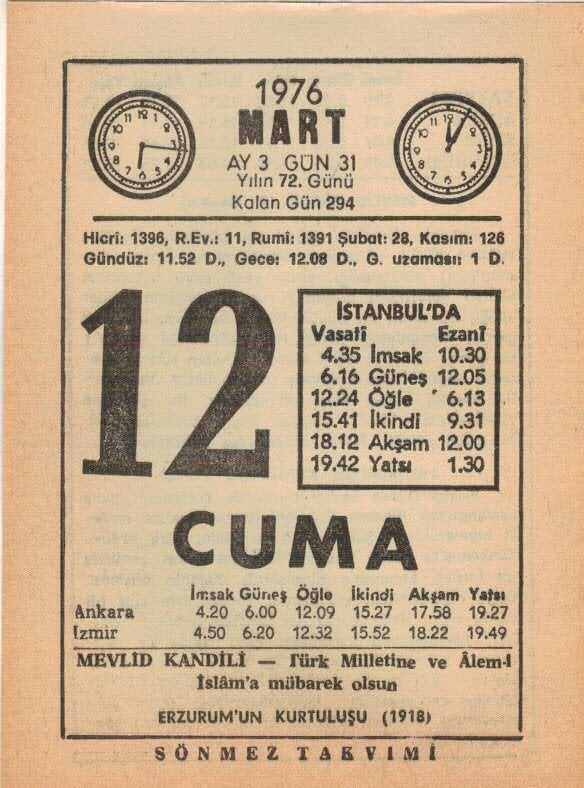 1976
MART
AY 3 GÜN 31
Yılın 72. Günü
Kalan Gün 294
Hicrî: 1396, R.Ev.: 11, Rumî: 1391 Şubat: 28, Kasım: 126
Gündüz: 11.52 D., Gece: 12.08 D., G. uzaması: 1 D.
12
İSTANBUL'DA
Vasatî Ezanî
4.35 İmsak 10.30
6.16 Güneş 12.05
12.24 Öğle 6.13
15.41 İkindi 9.31
18.12 Akşam 12.00
19.42 Yatsı 1.30
CUMA
İmsak Güneş Öğle İkindi Akşam Yatsı
Ankara 4.20 6.00 12.09 15.27 17.58 19.27
İzmir 4.50 6.20 12.32 15.52 18.22 19.49
MEVLİD KANDİLİ — Türk Milletine ve Âlem-i
İslâm'a mübarek olsun
ERZURUM'UN KURTULUŞU (1918)
SÖNMEZ TAKVİMİ